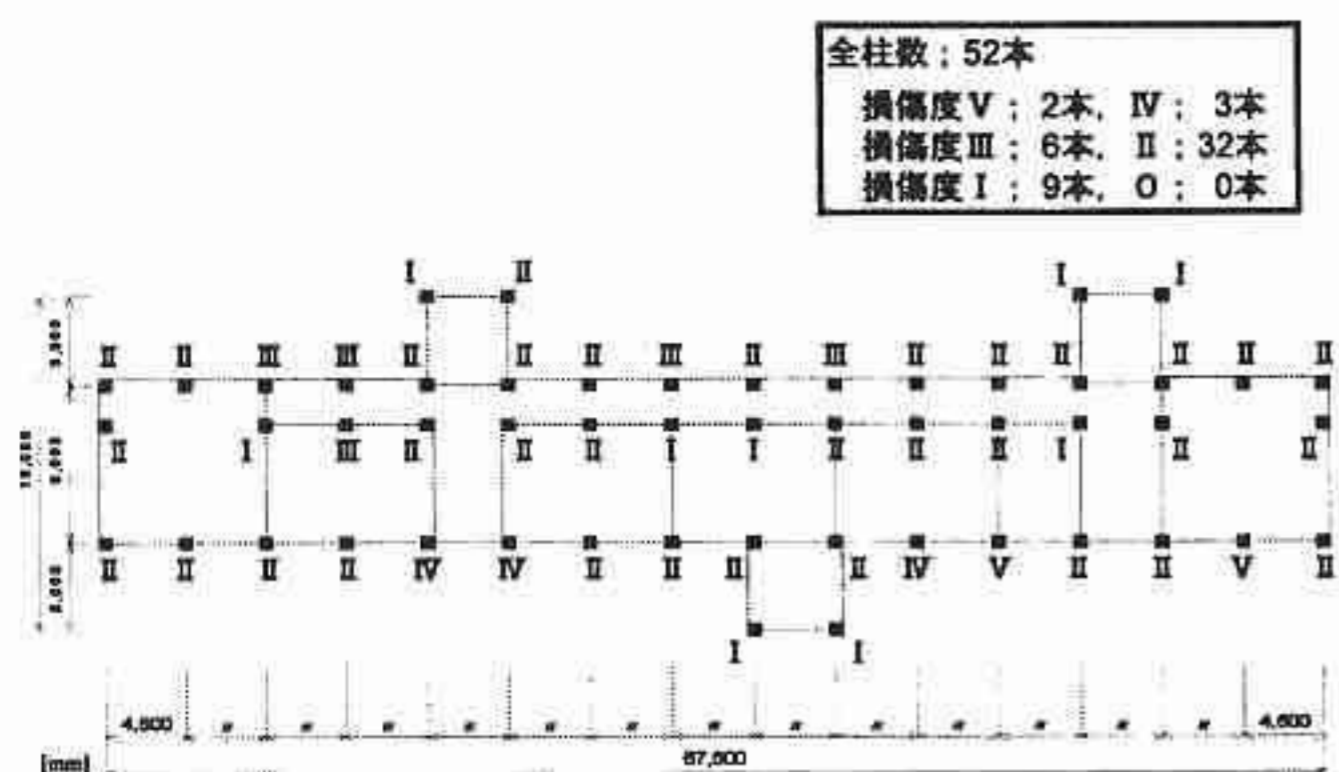 全柱数：52本
損傷度Ⅴ；2本，Ⅳ；3本
損傷度Ⅲ；6本，Ⅱ；32本
損傷度Ⅰ；9本，0；0本
Ⅰ Ⅱ Ⅰ Ⅰ
Ⅱ Ⅱ Ⅲ Ⅲ Ⅱ Ⅱ Ⅱ Ⅲ Ⅱ Ⅲ Ⅱ Ⅱ Ⅱ Ⅱ Ⅱ Ⅱ
Ⅱ Ⅰ Ⅲ Ⅱ Ⅱ Ⅱ Ⅰ Ⅰ Ⅱ Ⅱ Ⅰ Ⅱ Ⅱ
Ⅱ Ⅱ Ⅱ Ⅱ Ⅳ Ⅳ Ⅱ Ⅱ Ⅱ Ⅱ Ⅳ Ⅴ Ⅱ Ⅱ Ⅴ Ⅱ
Ⅰ Ⅰ
4,500 〃 〃 〃 〃 〃 〃 〃 〃 〃 〃 〃 〃 〃 4,500
67,500
[mm]